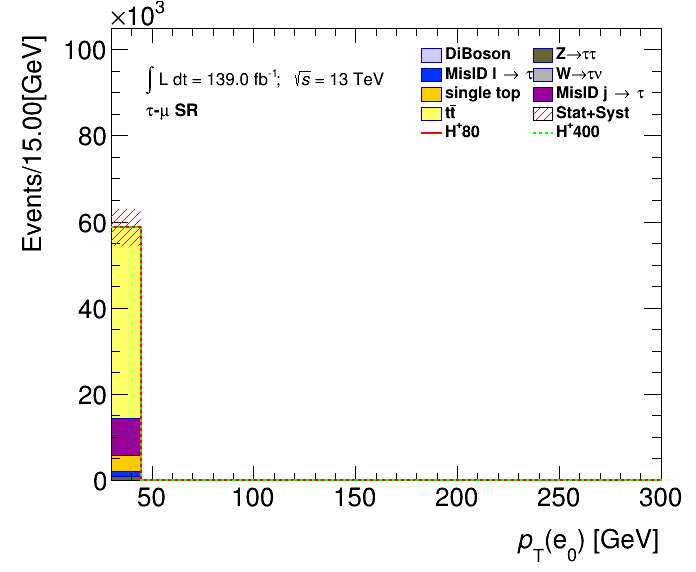 ×10³
Events/15.00[GeV]
100
80
60
40
20
0
∫ L dt = 139.0 fb⁻¹; √s = 13 TeV
τ-μ SR
DiBoson
Z→ττ
MisID l → τ
W→τν
single top
MisID j → τ
tt̄
Stat+Syst
H⁺80
H⁺400
50 100 150 200 250 300
p_T(e₀) [GeV]